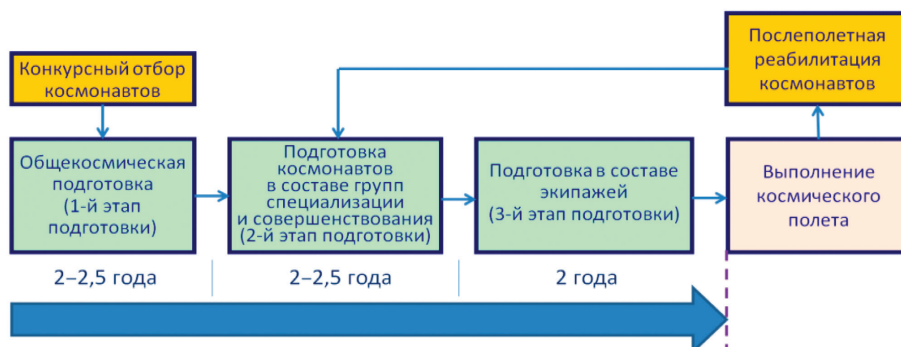 Конкурсный отбор
космонавтов
Послеполетная
реабилитация
космонавтов
Общекосмическая
подготовка
(1-й этап
подготовки)
Подготовка
космонавтов
в составе групп
специализации
и совершенствования
(2-й этап подготовки)
Подготовка в составе
экипажей
(3-й этап подготовки)
Выполнение
космического
полета
2–2,5 года
2–2,5 года
2 года